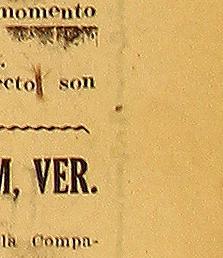 momento
ecto son
M, VER.
la Compa-